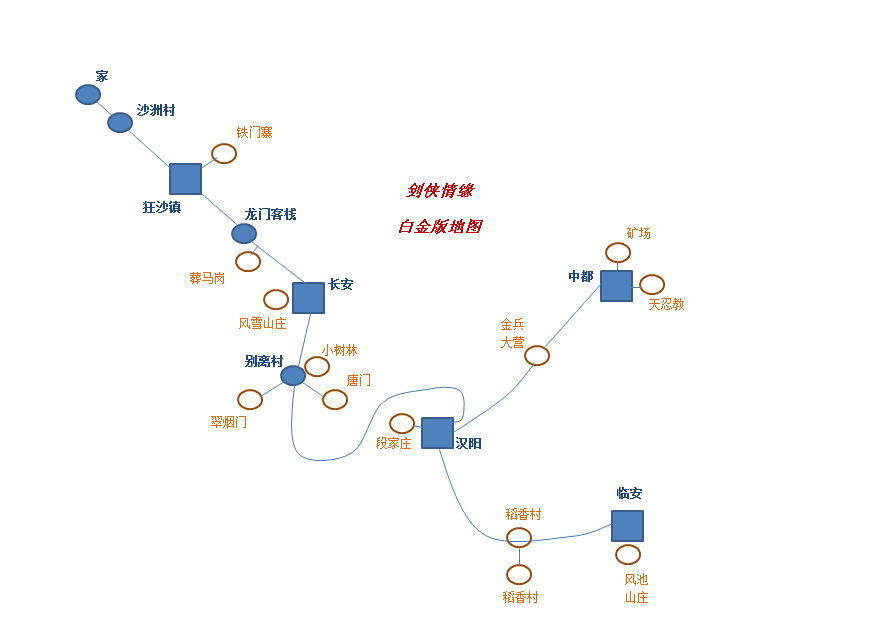 家
沙洲村
铁门寨
狂沙镇
剑侠情缘
白金版地图
龙门客栈
葬马岗
长安
风雪山庄
矿场
中都
天忍教
金兵
大营
小树林
别离村
唐门
翠烟门
段家庄
汉阳
临安
稻香村
稻香村
风池
山庄